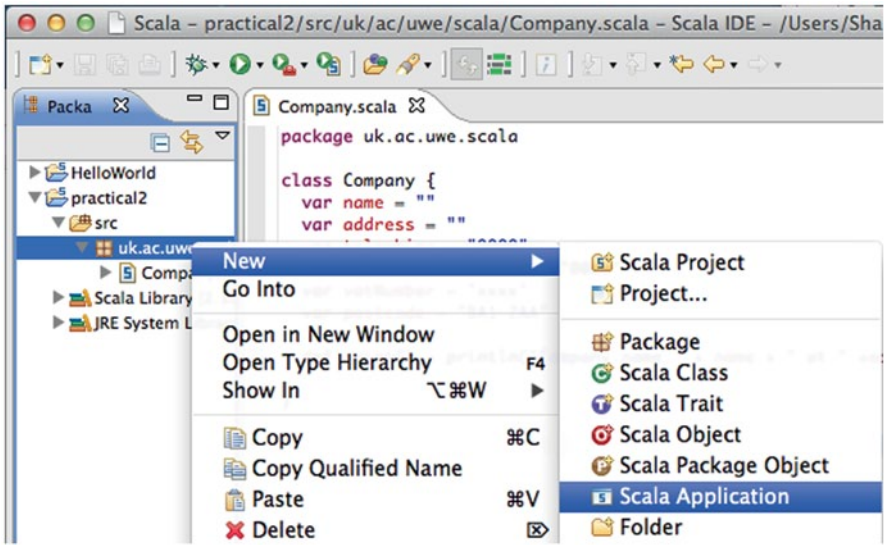 Scala – practical2/src/uk/ac/uwe/scala/Company.scala – Scala IDE – /Users/Sha
Packa
Company.scala
HelloWorld
practical2
src
uk.ac.uwe
Compa
Scala Library
JRE System L
package uk.ac.uwe.scala
class Company {
var name = ""
var address = ""
New
Go Into
Open in New Window
Open Type Hierarchy F4
Show In ⌥⌘W
Copy ⌘C
Copy Qualified Name
Paste ⌘V
Delete ⌦
Scala Project
Project...
Package
Scala Class
Scala Trait
Scala Object
Scala Package Object
Scala Application
Folder